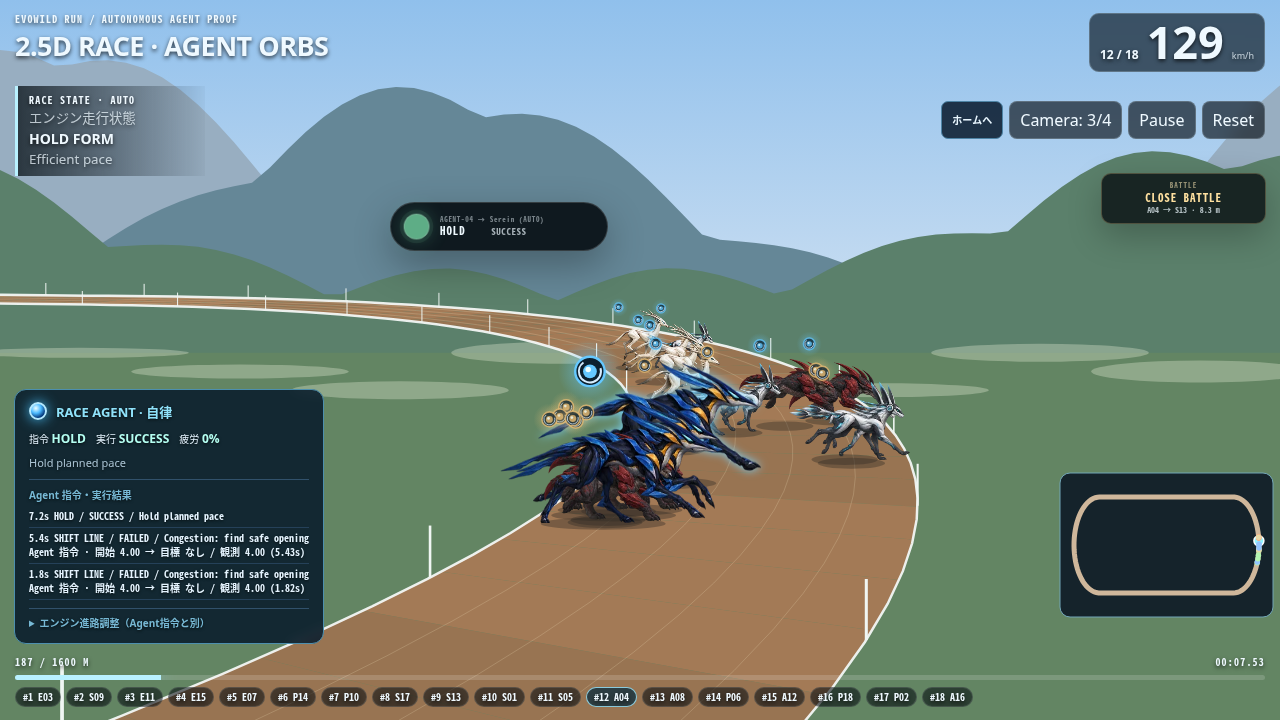 EVOWILD RUN / AUTONOMOUS AGENT PROOF
2.5D RACE · AGENT ORBS
12 / 18 129 km/h
RACE STATE · AUTO
エンジン走行状態
HOLD FORM
Efficient pace
ホームへ
Camera: 3/4
Pause
Reset
BATTLE
CLOSE BATTLE
A04 → S13 · 8.3 m
AGENT-04 → Serein (AUTO)
HOLD SUCCESS
RACE AGENT · 自律
指令 HOLD 実行 SUCCESS 疲労 0%
Hold planned pace
Agent 指令・実行結果
7.2s HOLD / SUCCESS / Hold planned pace
5.4s SHIFT LINE / FAILED / Congestion: find safe opening
Agent 指令 · 開始 4.00 → 目標 なし / 観測 4.00 (5.43s)
1.8s SHIFT LINE / FAILED / Congestion: find safe opening
Agent 指令 · 開始 4.00 → 目標 なし / 観測 4.00 (1.82s)
▶ エンジン進路調整（Agent指令と別）
187 / 1600 M
00:07.53
#1 E03
#2 S09
#3 E11
#4 E15
#5 E07
#6 P14
#7 P10
#8 S17
#9 S13
#10 S01
#11 S05
#12 A04
#13 A08
#14 P06
#15 A12
#16 P18
#17 P02
#18 A16